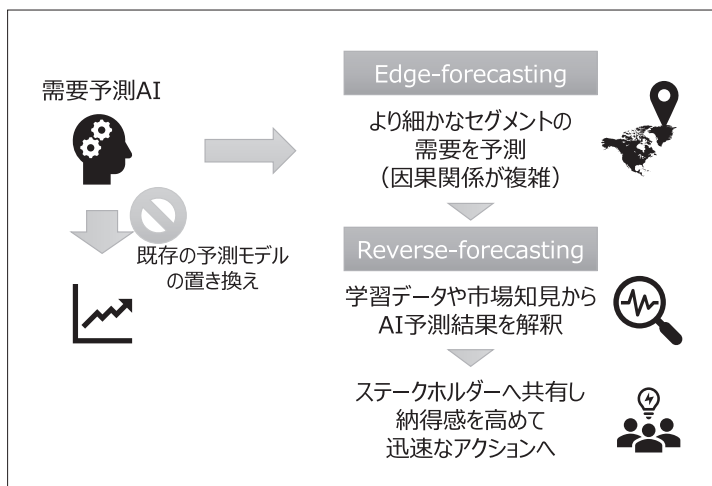 需要予測AI
既存の予測モデル
の置き換え
Edge-forecasting
より細かなセグメントの
需要を予測
（因果関係が複雑）
Reverse-forecasting
学習データや市場知見から
AI予測結果を解釈
ステークホルダーへ共有し
納得感を高めて
迅速なアクションへ